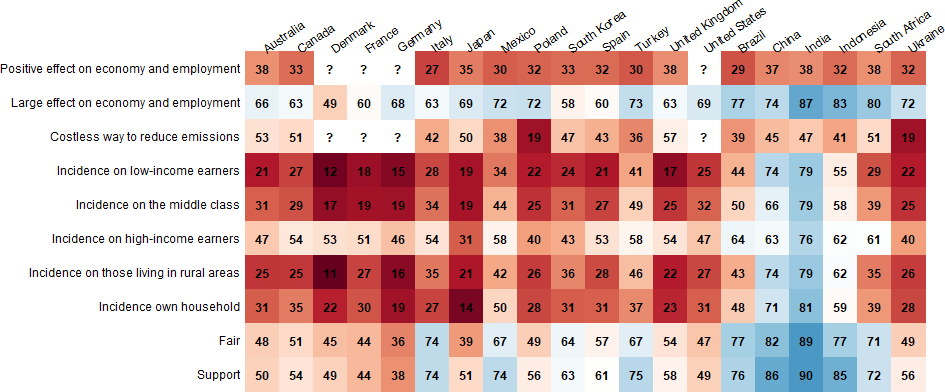 Australia Canada Denmark France Germany Italy Japan Mexico Poland South Korea Spain Turkey United Kingdom United States Brazil China India Indonesia South Africa Ukraine
Positive effect on economy and employment 38 33 ? ? ? 27 35 30 32 33 32 30 38 ? 29 37 38 32 38 32
Large effect on economy and employment 66 63 49 60 68 63 69 72 72 58 60 73 63 69 77 74 87 83 80 72
Costless way to reduce emissions 53 51 ? ? ? 42 50 38 19 47 43 36 57 ? 39 45 47 41 51 19
Incidence on low-income earners 21 27 12 18 15 28 19 34 22 24 21 41 17 25 44 74 79 55 29 22
Incidence on the middle class 31 29 17 19 19 34 19 44 25 31 27 49 25 32 50 66 79 58 39 25
Incidence on high-income earners 47 54 53 51 46 54 31 58 40 43 53 58 54 47 64 63 76 62 61 40
Incidence on those living in rural areas 25 25 11 27 16 35 21 42 26 36 28 46 22 27 43 74 79 62 35 26
Incidence own household 31 35 22 30 19 27 14 50 28 31 31 37 23 31 48 71 81 59 39 28
Fair 48 51 45 44 36 74 39 67 49 64 57 67 54 47 77 82 89 77 71 49
Support 50 54 49 44 38 74 51 74 56 63 61 75 58 49 76 86 90 85 72 56